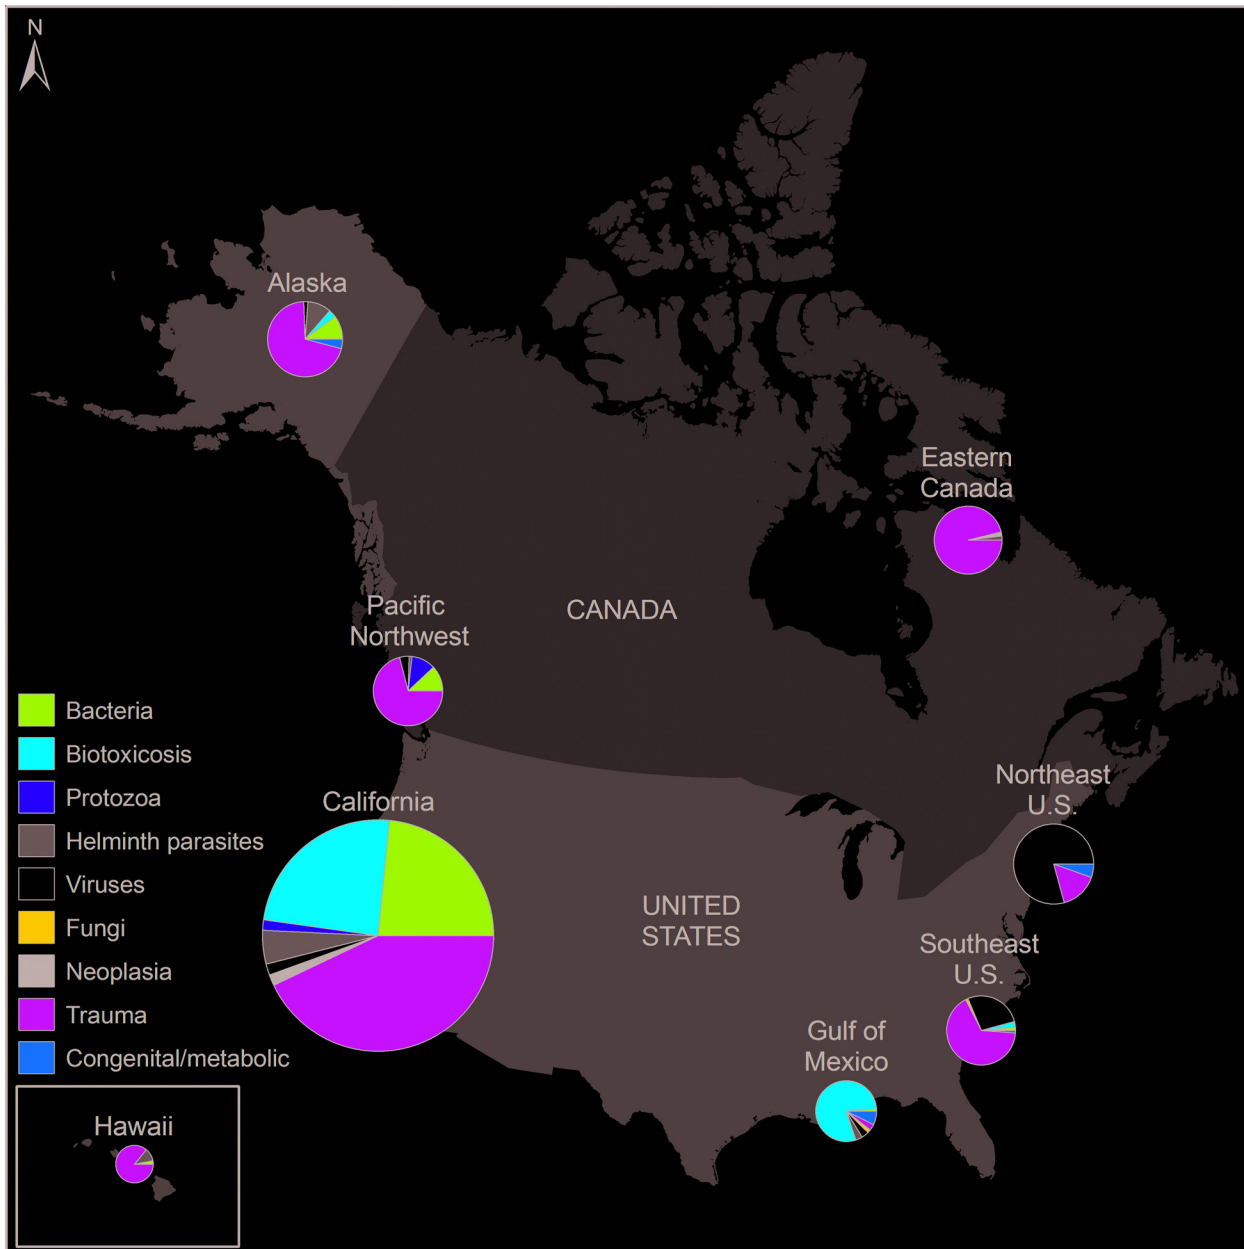 N
Alaska
Eastern
Canada
Pacific
Northwest
CANADA
Bacteria
Biotoxicosis
Protozoa
Helminth parasites
Viruses
Fungi
Neoplasia
Trauma
Congenital/metabolic
California
Northeast
U.S.
UNITED
STATES
Southeast
U.S.
Gulf of
Mexico
Hawaii